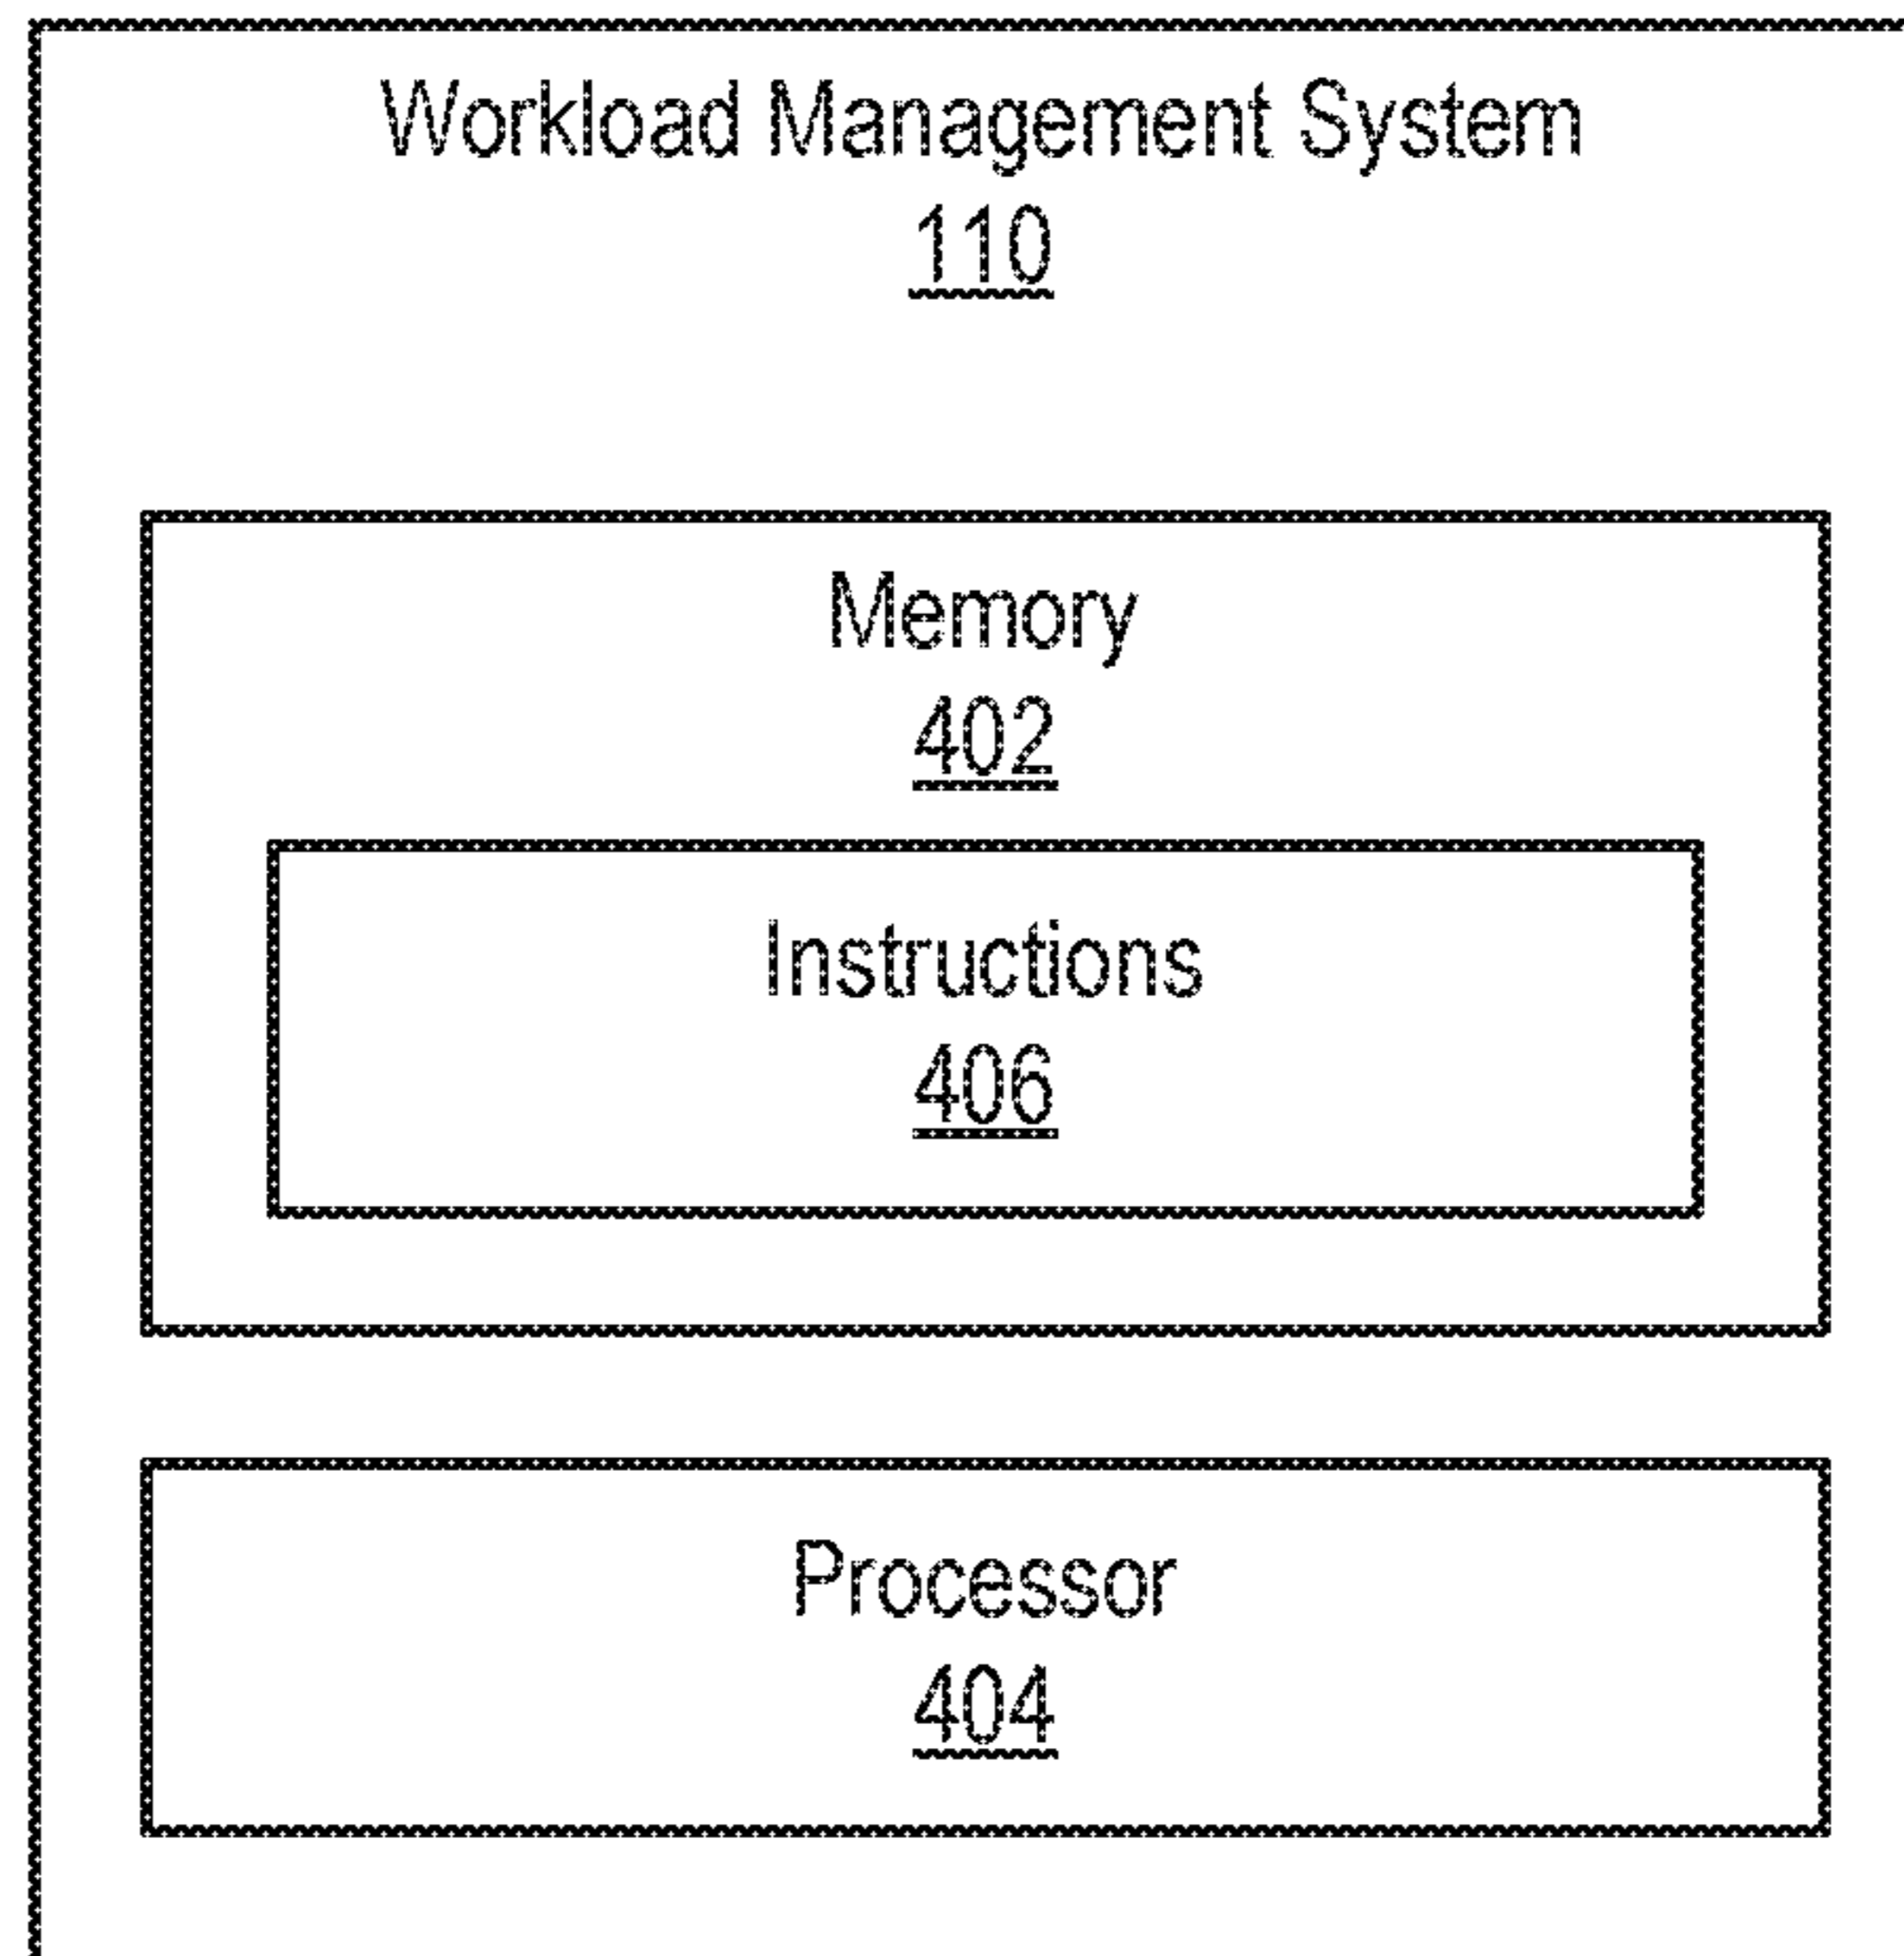 Workload Management System
110
Memory
402
Instructions
406
Processor
404